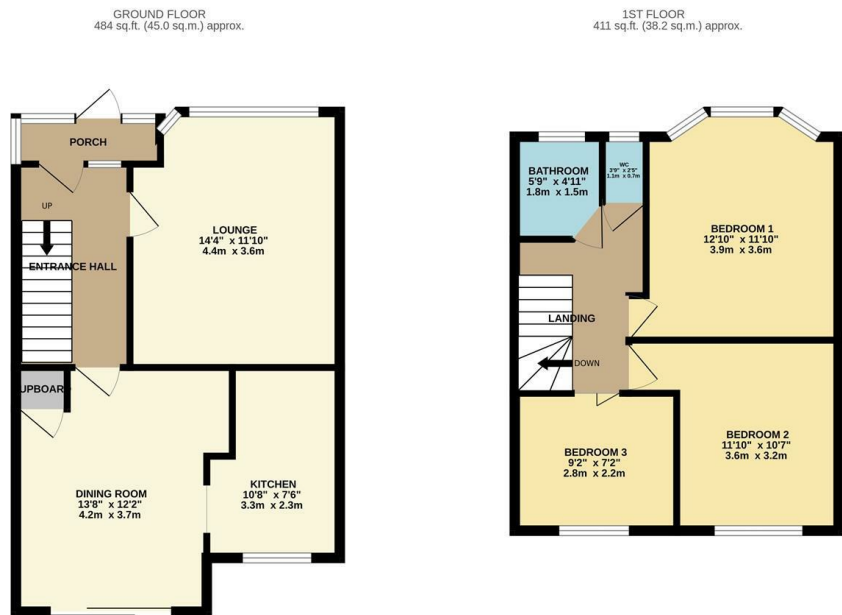 GROUND FLOOR
484 sq.ft. (45.0 sq.m.) approx.
PORCH
UP
ENTRANCE HALL
LOUNGE
14'4" x 11'10"
4.4m x 3.6m
UPBOARD
DINING ROOM
13'8" x 12'2"
4.2m x 3.7m
KITCHEN
10'8" x 7'6"
3.3m x 2.3m
1ST FLOOR
411 sq.ft. (38.2 sq.m.) approx.
BATHROOM
5'9" x 4'11"
1.8m x 1.5m
WC
3'9" x 2'5"
1.1m x 0.7m
BEDROOM 1
12'10" x 11'10"
3.9m x 3.6m
LANDING
DOWN
BEDROOM 3
9'2" x 7'2"
2.8m x 2.2m
BEDROOM 2
11'10" x 10'7"
3.6m x 3.2m